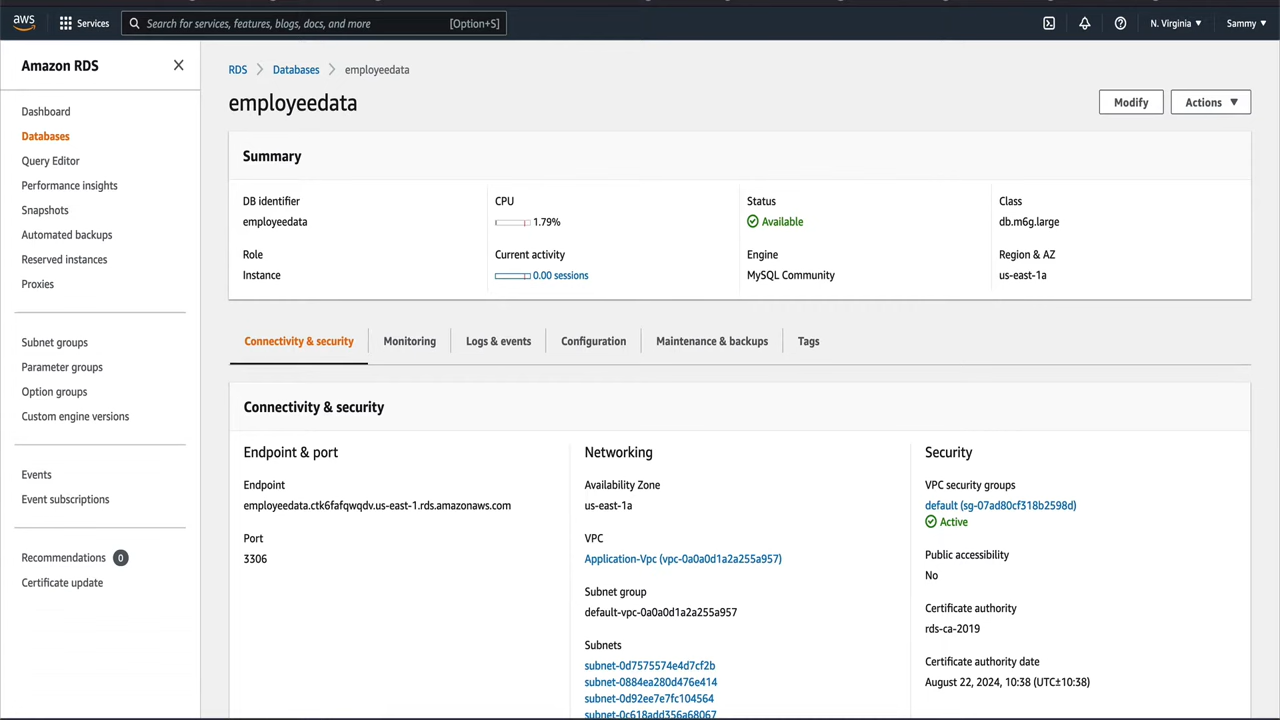 aws
Services
Search for services, features, blogs, docs, and more
[Option+S]
N. Virginia ▼
Sammy ▼
Amazon RDS
Dashboard
Databases
Query Editor
Performance insights
Snapshots
Automated backups
Reserved instances
Proxies
Subnet groups
Parameter groups
Option groups
Custom engine versions
Events
Event subscriptions
Recommendations 0
Certificate update
RDS > Databases > employeedata
employeedata
Modify
Actions ▼
Summary
DB identifier
employeedata
Role
Instance
CPU
1.79%
Current activity
0.00 sessions
Status
Available
Engine
MySQL Community
Class
db.m6g.large
Region & AZ
us-east-1a
Connectivity & security
Monitoring
Logs & events
Configuration
Maintenance & backups
Tags
Connectivity & security
Endpoint & port
Endpoint
employeedata.ctk6fafqwqdv.us-east-1.rds.amazonaws.com
Port
3306
Networking
Availability Zone
us-east-1a
VPC
Application-Vpc (vpc-0a0a0d1a2a255a957)
Subnet group
default-vpc-0a0a0d1a2a255a957
Subnets
subnet-0d7575574e4d7cf2b
subnet-0884ea280d476e414
subnet-0d92ee7e7fc104564
subnet-0c618add356a68067
Security
VPC security groups
default (sg-07ad80cf318b2598d)
Active
Public accessibility
No
Certificate authority
rds-ca-2019
Certificate authority date
August 22, 2024, 10:38 (UTC±10:38)